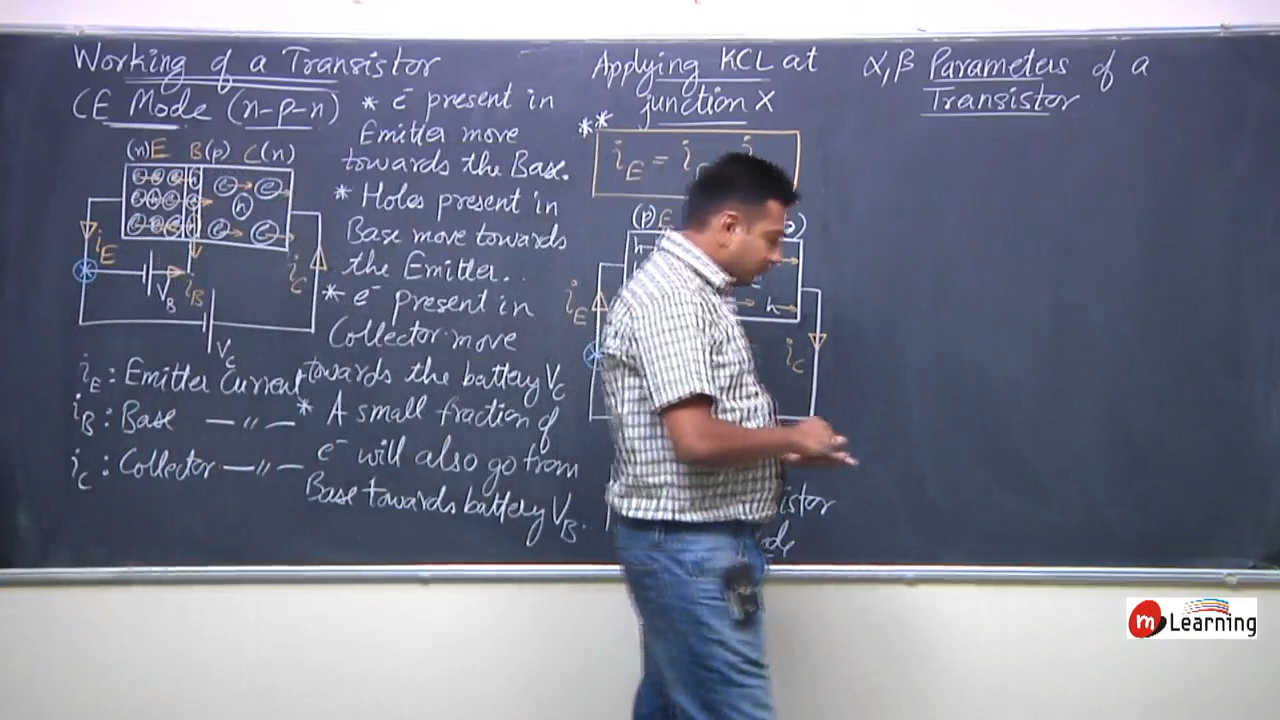 Working of a Transistor
CE Mode (n-p-n)
(n)E B(p) C(n)
e e e h e e
e e e h h
e e e h e e
iE
VB
iB
iC
VC
iE : Emitter Current
iB : Base —〃—
iC : Collector —〃—
* e⁻ present in
Emitter move
towards the Base.
* Holes present in
Base move towards
the Emitter..
* e⁻ present in
Collector move
towards the battery VC
* A small fraction of
e⁻ will also go from
Base towards battery VB..
Applying KCL at
junction X
**
iE = i
(p)E
h
h
iE
iC
α,β Parameters of a
Transistor
m Learning